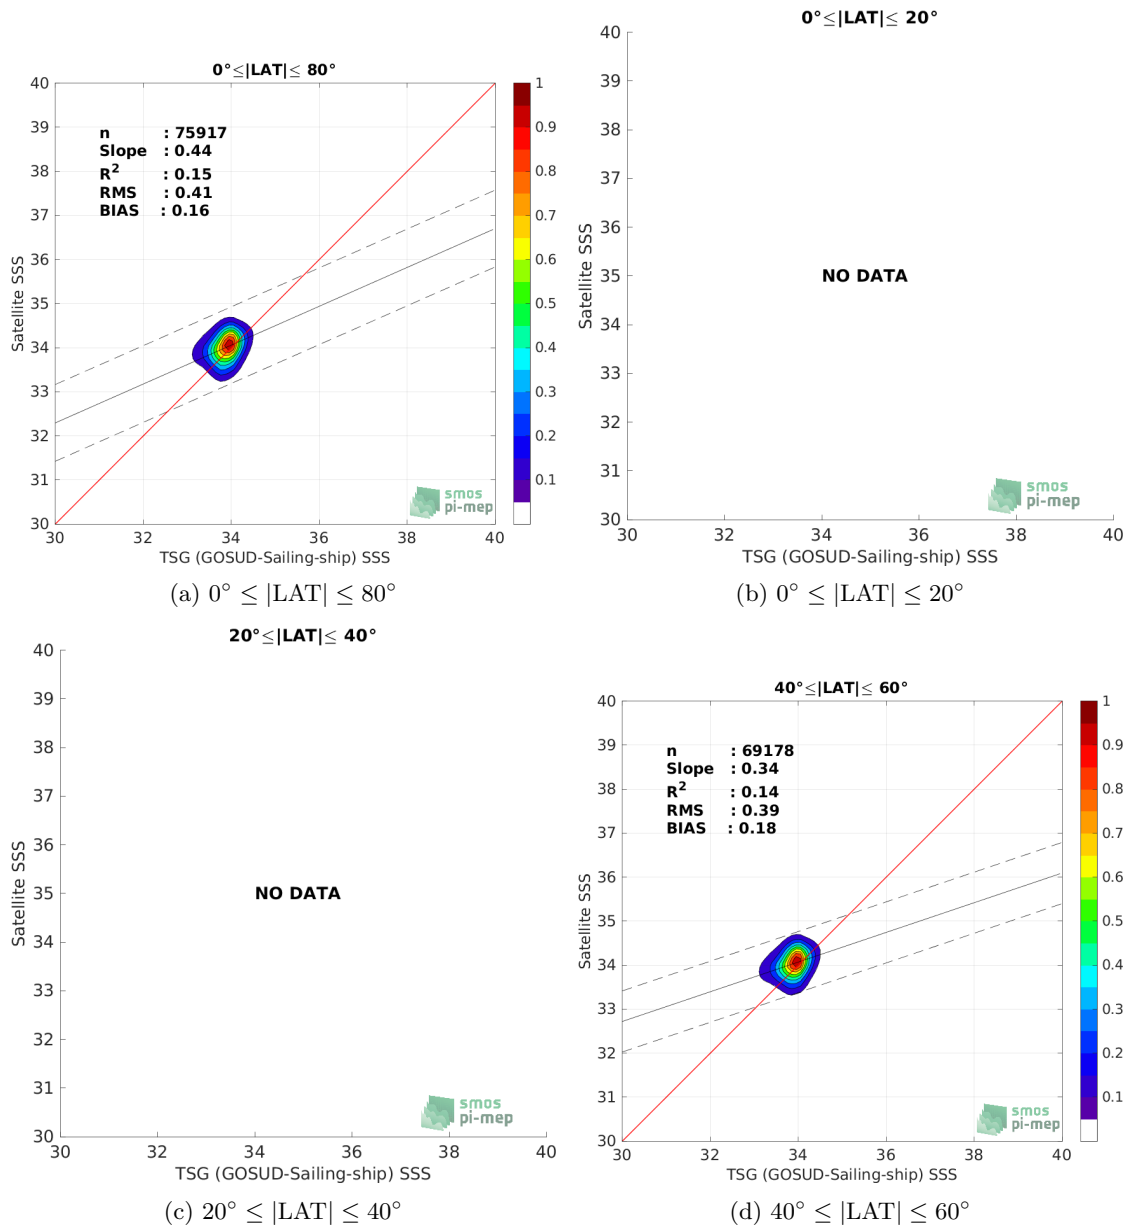 0°≤|LAT|≤ 80°
40
39
38
37
36
35
34
33
32
31
30
Satellite SSS
n : 75917
Slope : 0.44
R² : 0.15
RMS : 0.41
BIAS : 0.16
smos
pi-mep
30 32 34 36 38 40
TSG (GOSUD-Sailing-ship) SSS
1
0.9
0.8
0.7
0.6
0.5
0.4
0.3
0.2
0.1
(a) 0° ≤ |LAT| ≤ 80°
0°≤|LAT|≤ 20°
40
39
38
37
36
35
34
33
32
31
30
Satellite SSS
NO DATA
smos
pi-mep
30 32 34 36 38 40
TSG (GOSUD-Sailing-ship) SSS
(b) 0° ≤ |LAT| ≤ 20°
20°≤|LAT|≤ 40°
40
39
38
37
36
35
34
33
32
31
30
Satellite SSS
NO DATA
smos
pi-mep
30 32 34 36 38 40
TSG (GOSUD-Sailing-ship) SSS
(c) 20° ≤ |LAT| ≤ 40°
40°≤|LAT|≤ 60°
40
39
38
37
36
35
34
33
32
31
30
Satellite SSS
n : 69178
Slope : 0.34
R² : 0.14
RMS : 0.39
BIAS : 0.18
smos
pi-mep
30 32 34 36 38 40
TSG (GOSUD-Sailing-ship) SSS
1
0.9
0.8
0.7
0.6
0.5
0.4
0.3
0.2
0.1
(d) 40° ≤ |LAT| ≤ 60°